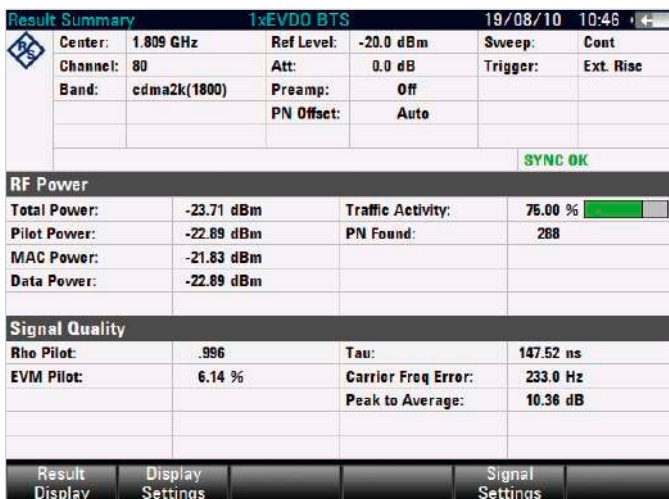 Result Summary 1xEVDO BTS 19/08/10 10:46
Center: 1.809 GHz Ref Level: -20.0 dBm Sweep: Cont
Channel: 80 Att: 0.0 dB Trigger: Ext. Rise
Band: cdma2k(1800) Preamp: Off
PN Offset: Auto
SYNC OK
RF Power
Total Power: -23.71 dBm Traffic Activity: 75.00 %
Pilot Power: -22.89 dBm PN Found: 288
MAC Power: -21.83 dBm
Data Power: -22.89 dBm
Signal Quality
Rho Pilot: .996 Tau: 147.52 ns
EVM Pilot: 6.14 % Carrier Freq Error: 233.0 Hz
Peak to Average: 10.36 dB
Result Display Display Settings Signal Settings